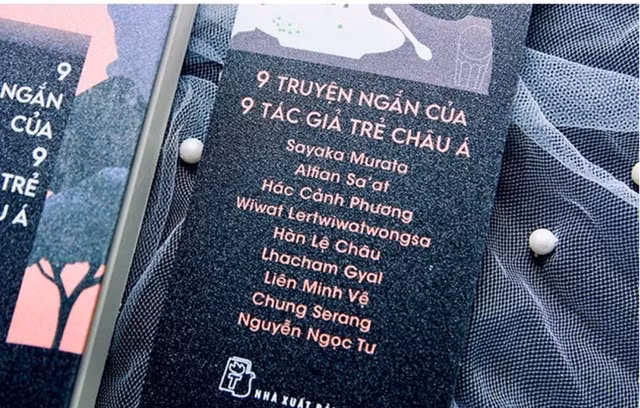 9
NGẮN
CỦA
9
TRẺ
U Á
9 TRUYỆN NGẮN CỦA
9 TÁC GIẢ TRẺ CHÂU Á
Sayaka Murata
Alfian Sa'at
Hác Cảnh Phương
Wiwat Lertwiwatwongsa
Hàn Lệ Châu
Lhacham Gyal
Liên Minh Vệ
Chung Serang
Nguyễn Ngọc Tư
T
NHÀ XUẤT BẢN